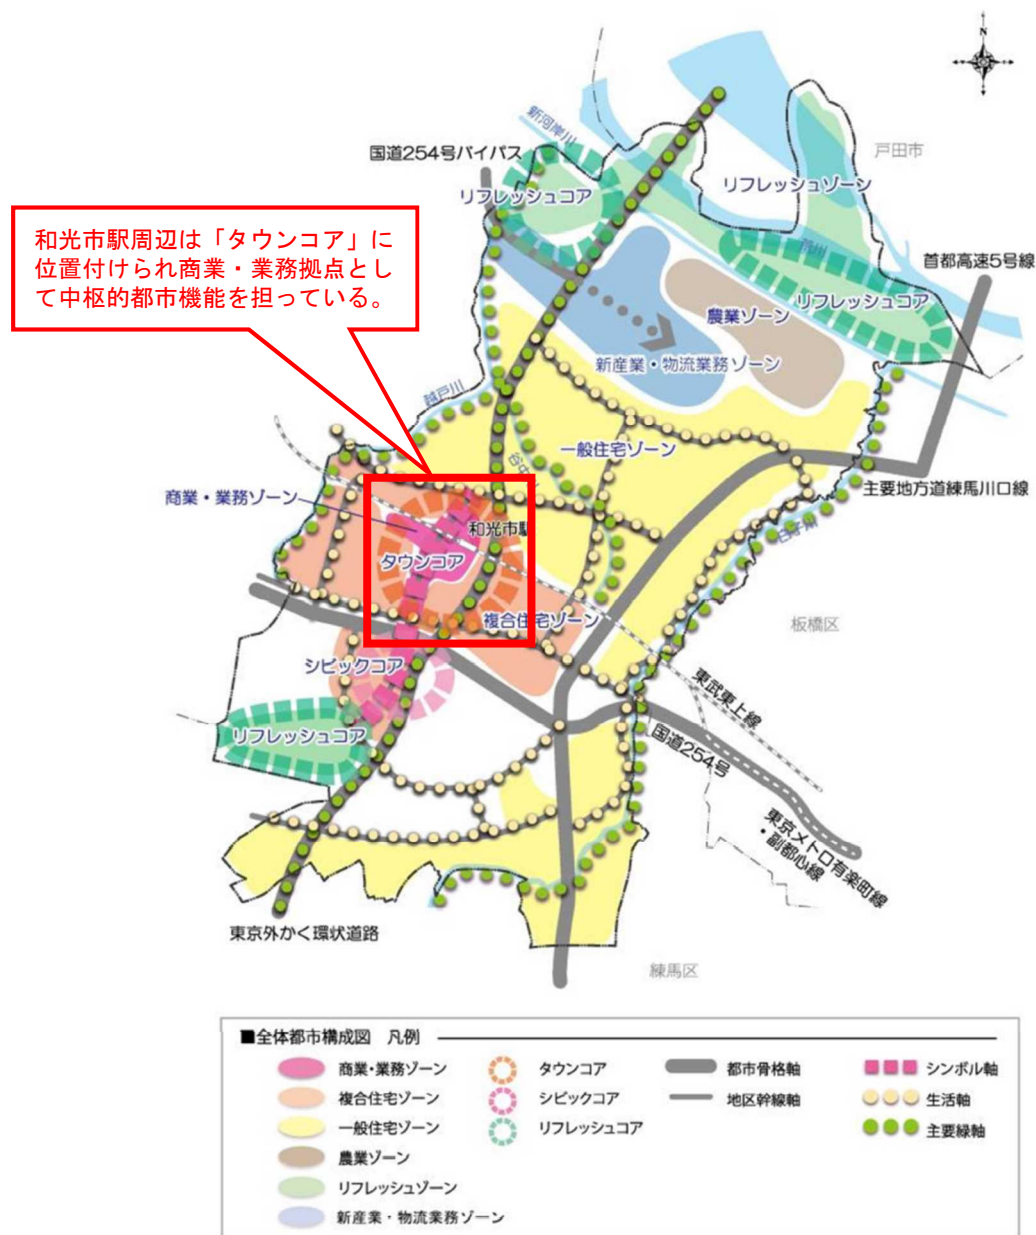 N
新河岸川
戸田市
国道254号バイパス
リフレッシュコア
リフレッシュゾーン
和光市駅周辺は「タウンコア」に
位置付けられ商業・業務拠点とし
て中枢的都市機能を担っている。
荒川
首都高速5号線
リフレッシュコア
農業ゾーン
新産業・物流業務ゾーン
越戸川
一般住宅ゾーン
谷中
主要地方道練馬川口線
商業・業務ゾーン
和光市駅
白子川
タウンコア
複合住宅ゾーン
板橋区
シビックコア
東武東上線
リフレッシュコア
国道254号
東京メトロ有楽町線
・副都心線
東京外かく環状道路
練馬区
■全体都市構成図 凡例
商業・業務ゾーン
タウンコア
都市骨格軸
シンボル軸
複合住宅ゾーン
シビックコア
地区幹線軸
生活軸
一般住宅ゾーン
リフレッシュコア
主要緑軸
農業ゾーン
リフレッシュゾーン
新産業・物流業務ゾーン